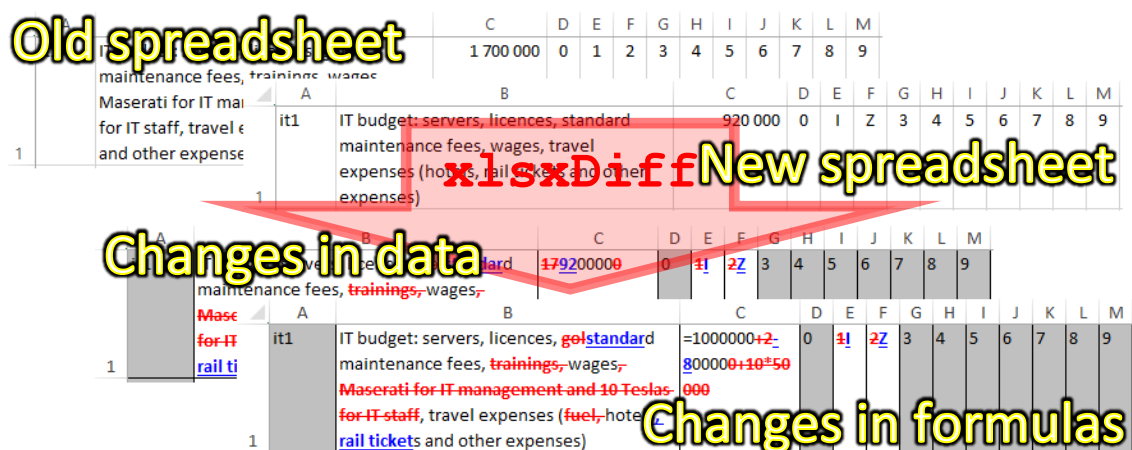 C D E F G H I J K L M
Old spreadsheet
1 700 000 0 1 2 3 4 5 6 7 8 9
maintenance fees, trainings, wages
Maserati for IT
for IT staff, travel
and other expense
1
A B C D E F G H I J K L M
it1 IT budget: servers, licences, standard 920 000 0 I Z 3 4 5 6 7 8 9
maintenance fees, wages, travel
expenses (hotels, rail tickets and other
expenses)
1
xlsxDiff
New spreadsheet
A B C D E F G H I J K L M
Changes in data
dard 179200000 0 1I 2Z 3 4 5 6 7 8 9
maintenance fees, trainings, wages,
for IT
rail ti
1
A B C D E F G H I J K L M
it1 IT budget: servers, licences, golstandard =1000000+2- 0 1I 2Z 3 4 5 6 7 8 9
maintenance fees, trainings, wages, 800000+10*50
Maserati for IT management and 10 Teslas 000
for IT staff, travel expenses (fuel, hote
rail tickets and other expenses)
1
Changes in formulas